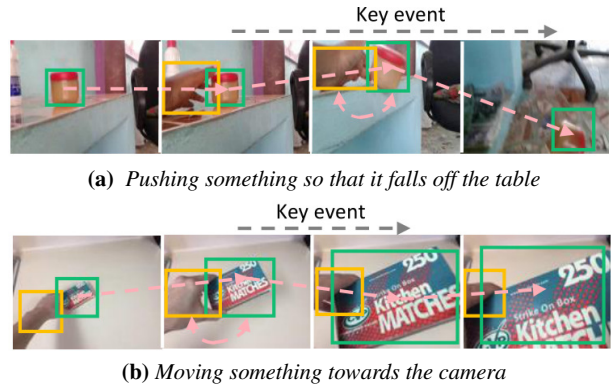 Key event
(a) Pushing something so that it falls off the table
Key event
250
Kitchen
MATCHES
250
Strike On Box
Kitchen
MATCHES
250
Strike On Box
Kitchen
(b) Moving something towards the camera